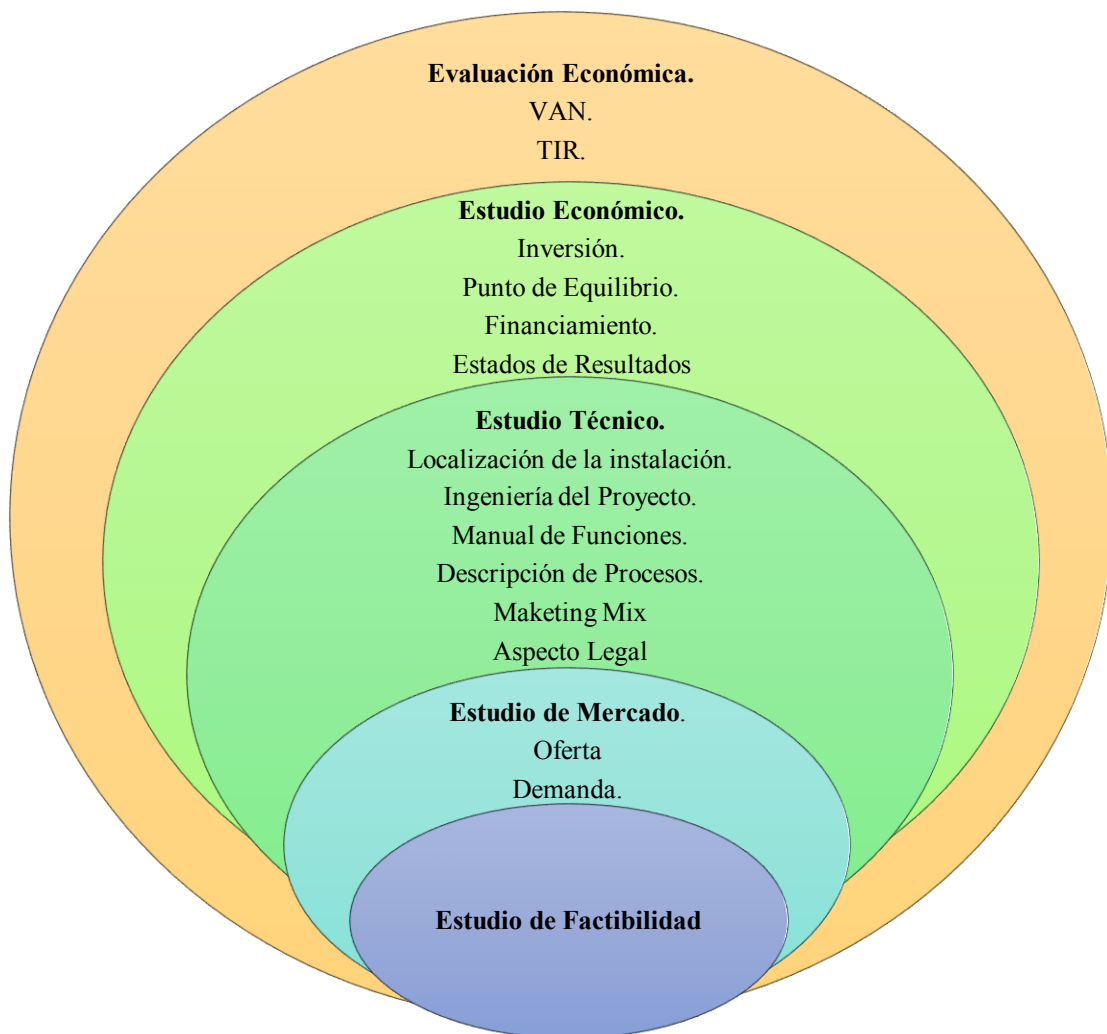 Evaluación Económica.
VAN.
TIR.
Estudio Económico.
Inversión.
Punto de Equilibrio.
Financiamiento.
Estados de Resultados
Estudio Técnico.
Localización de la instalación.
Ingeniería del Proyecto.
Manual de Funciones.
Descripción de Procesos.
Maketing Mix
Aspecto Legal
Estudio de Mercado.
Oferta
Demanda.
Estudio de Factibilidad